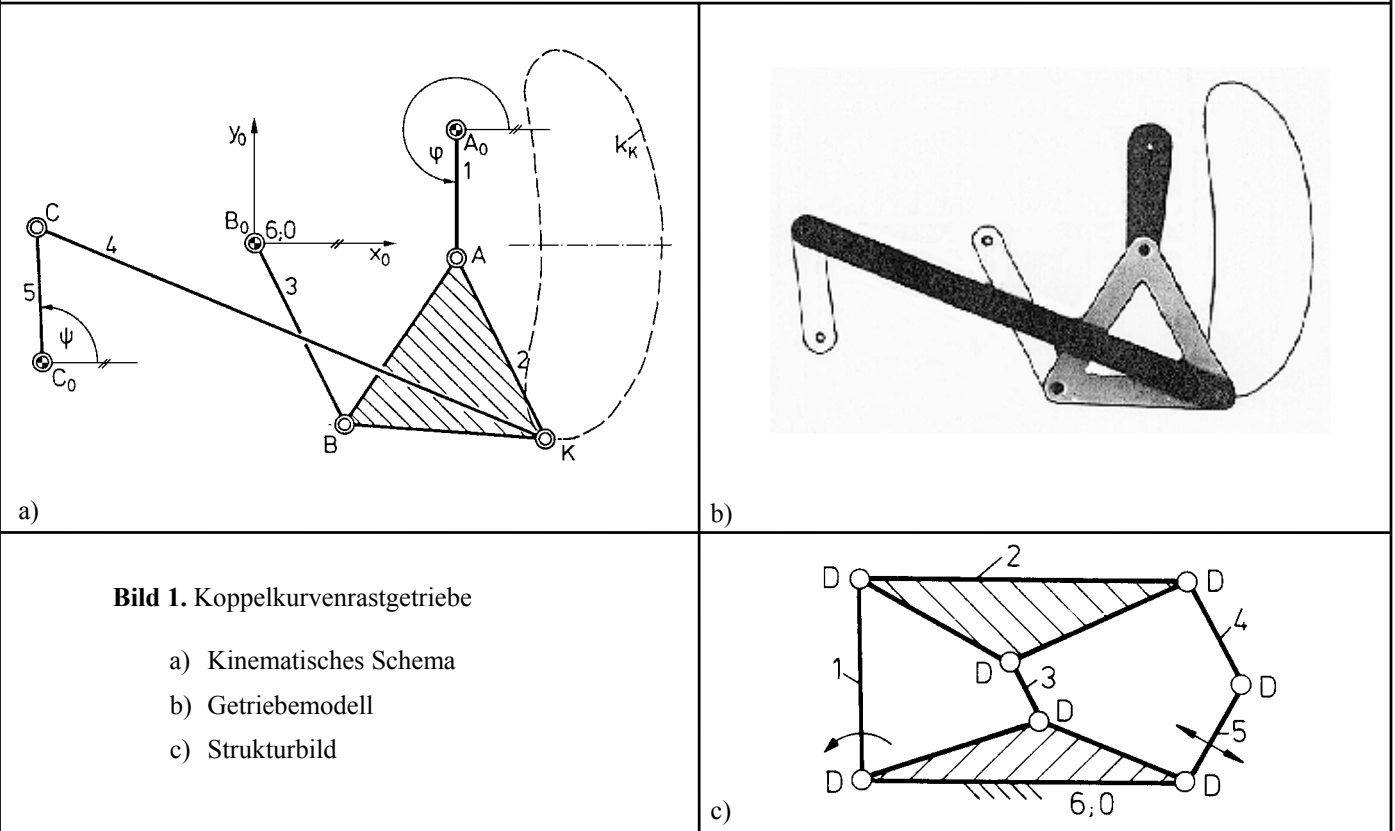 y₀
A₀
φ
1
k_K
C
4
B₀
6;0
x₀
A
5
3
ψ
2
C₀
B
K
a)
b)
Bild 1. Koppelkurvenrastgetriebe
a) Kinematisches Schema
b) Getriebemodell
c) Strukturbild
D
2
D
4
1
D
3
D
D
5
D
D
6;0
c)